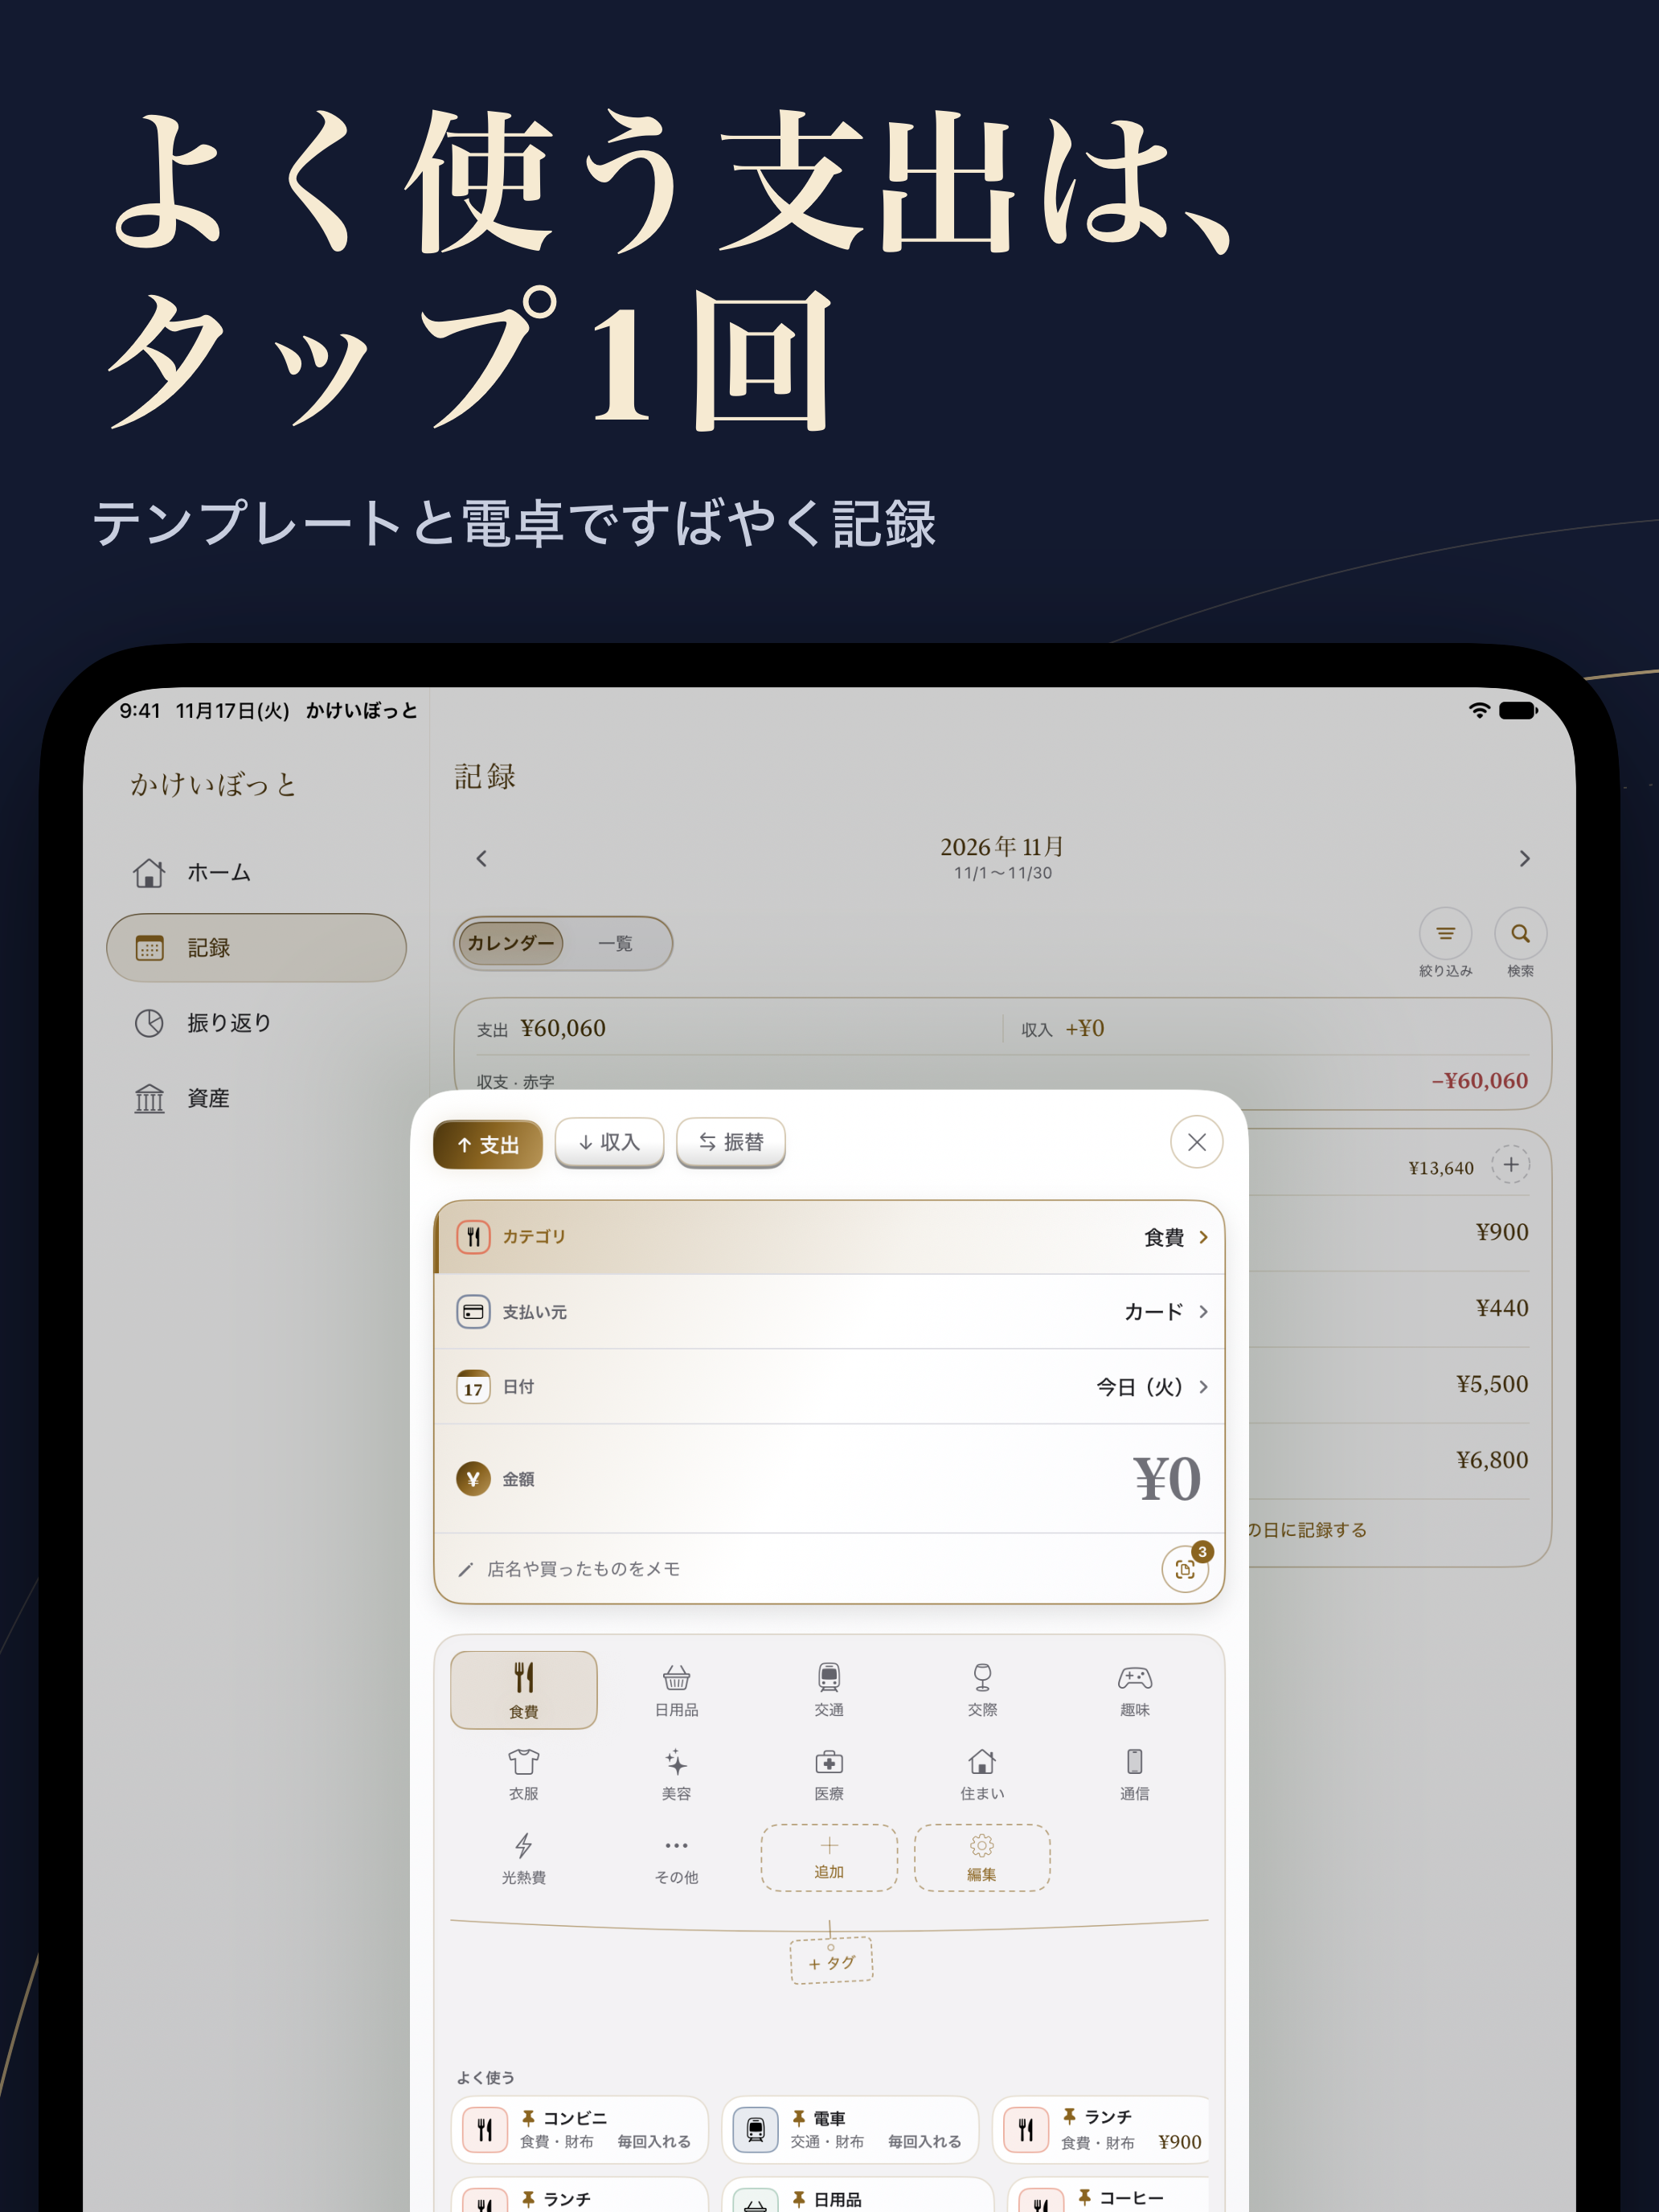 よく使う支出は、
タップ1回
テンプレートと電卓ですばやく記録
9:41 11月17日(火) かけいぼっと
かけいぼっと
ホーム
記録
振り返り
資産
記録
2026年 11月
11/1〜11/30
カレンダー 一覧
絞り込み 検索
支出 ¥60,060 収入 +¥0
収支・赤字 −¥60,060
¥13,640
¥900
¥440
¥5,500
¥6,800
の日に記録する
支出 収入 振替
カテゴリ 食費
支払い元 カード
17 日付 今日（火）
¥ 金額 ¥0
店名や買ったものをメモ 3
食費 日用品 交通 交際 趣味
衣服 美容 医療 住まい 通信
光熱費 その他 追加 編集
+ タグ
よく使う
コンビニ 電車 ランチ
食費・財布 毎回入れる 交通・財布 毎回入れる 食費・財布 ¥900
ランチ 日用品 コーヒー